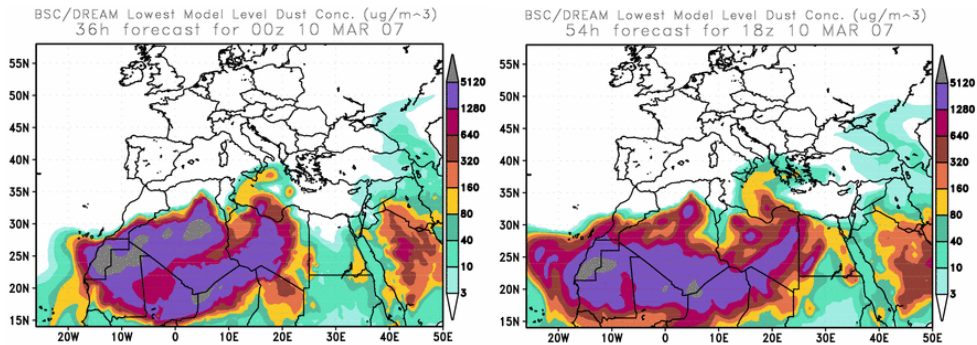 BSC/DREAM Lowest Model Level Dust Conc. (ug/m^3)
36h forecast for 00z 10 MAR 07
55N
50N
45N
40N
35N
30N
25N
20N
15N
20W
10W
0
10E
20E
30E
40E
50E
5120
1280
640
320
160
80
40
10
3
BSC/DREAM Lowest Model Level Dust Conc. (ug/m^3)
54h forecast for 18z 10 MAR 07
55N
50N
45N
40N
35N
30N
25N
20N
15N
20W
10W
0
10E
20E
30E
40E
50E
5120
1280
640
320
160
80
40
10
3